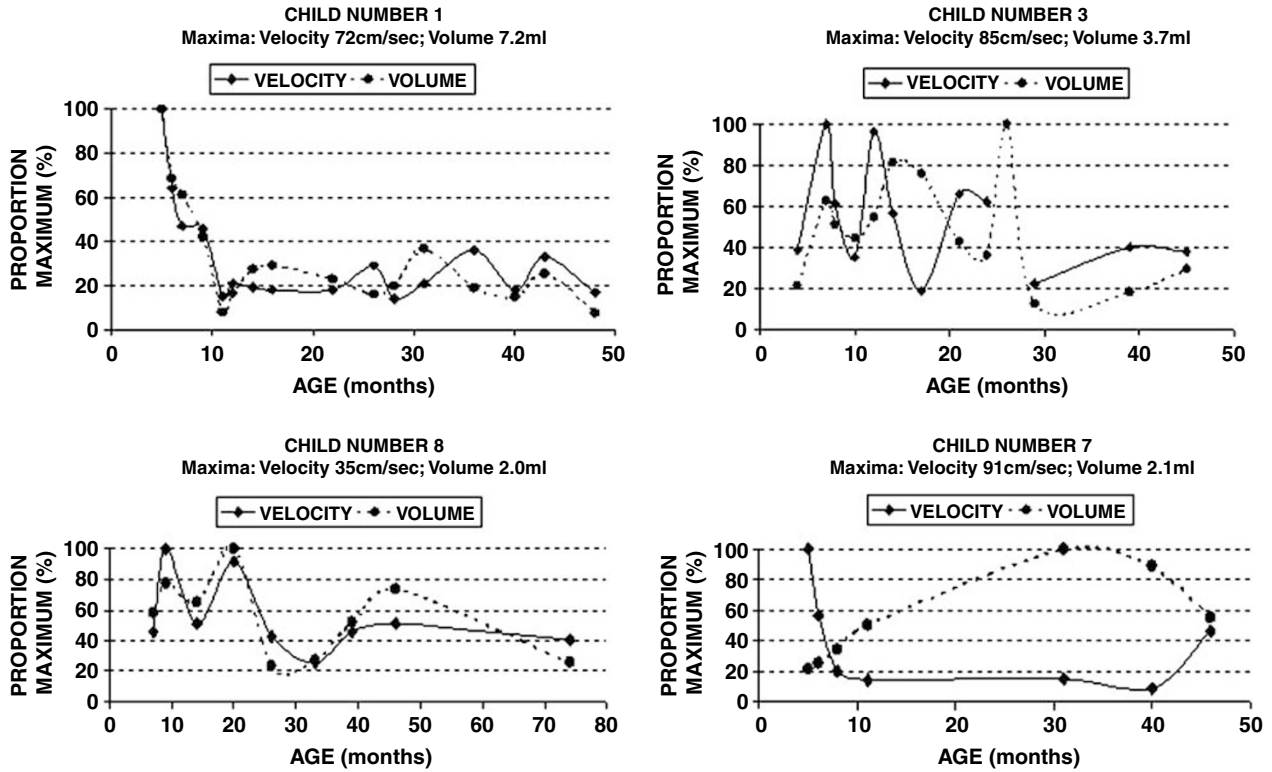 CHILD NUMBER 1
Maxima: Velocity 72cm/sec; Volume 7.2ml
VELOCITY VOLUME
PROPORTION
MAXIMUM (%)
100
80
60
40
20
0
0 10 20 30 40 50
AGE (months)
CHILD NUMBER 3
Maxima: Velocity 85cm/sec; Volume 3.7ml
VELOCITY VOLUME
PROPORTION
MAXIMUM (%)
100
80
60
40
20
0
0 10 20 30 40 50
AGE (months)
CHILD NUMBER 8
Maxima: Velocity 35cm/sec; Volume 2.0ml
VELOCITY VOLUME
PROPORTION
MAXIMUM (%)
100
80
60
40
20
0
0 10 20 30 40 50 60 70 80
AGE (months)
CHILD NUMBER 7
Maxima: Velocity 91cm/sec; Volume 2.1ml
VELOCITY VOLUME
PROPORTION
MAXIMUM (%)
100
80
60
40
20
0
0 10 20 30 40 50
AGE (months)